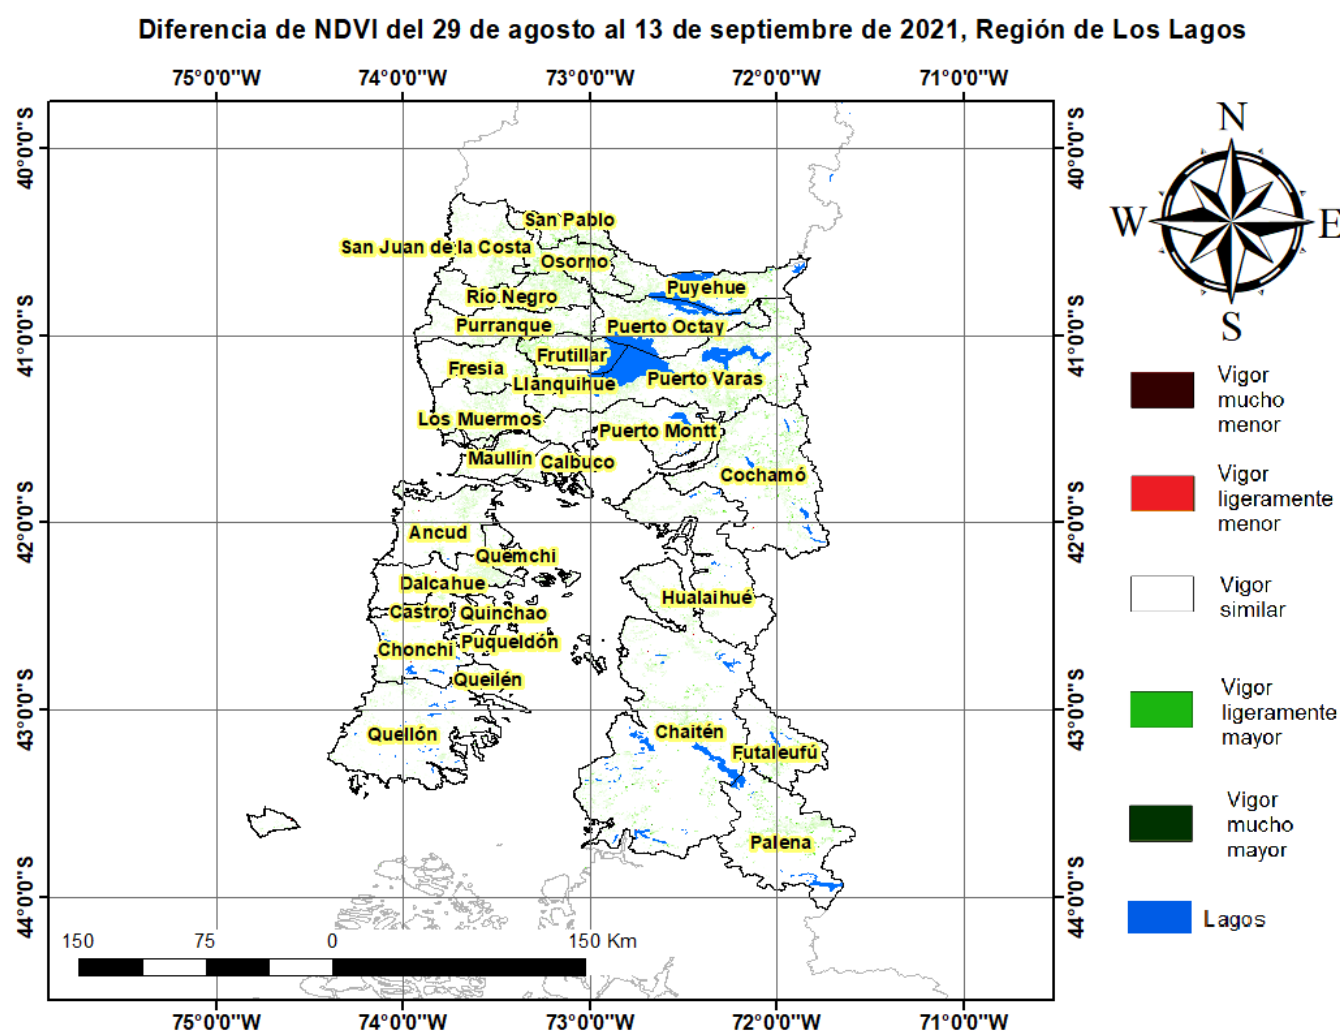 Diferencia de NDVI del 29 de agosto al 13 de septiembre de 2021, Región de Los Lagos
75°0'0"W 74°0'0"W 73°0'0"W 72°0'0"W 71°0'0"W
40°0'0"S
40°0'0"S
41°0'0"S
41°0'0"S
42°0'0"S
42°0'0"S
43°0'0"S
43°0'0"S
44°0'0"S
44°0'0"S
San Pablo
San Juan de la Costa
Osorno
Puyehue
Río Negro
Purranque
Puerto Octay
Frutillar
Fresia
Puerto Varas
Llanquihue
Los Muermos
Puerto Montt
Maullín
Calbuco
Cochamó
Ancud
Quemchi
Dalcahue
Hualaihué
Castro
Quinchao
Chonchi
Puqueldón
Queilén
Quellón
Chaitén
Futaleufú
Palena
150 75 0 150 Km
75°0'0"W 74°0'0"W 73°0'0"W 72°0'0"W 71°0'0"W
N
W
E
S
Vigor
mucho
menor
Vigor
ligeramente
menor
Vigor
similar
Vigor
ligeramente
mayor
Vigor
mucho
mayor
Lagos